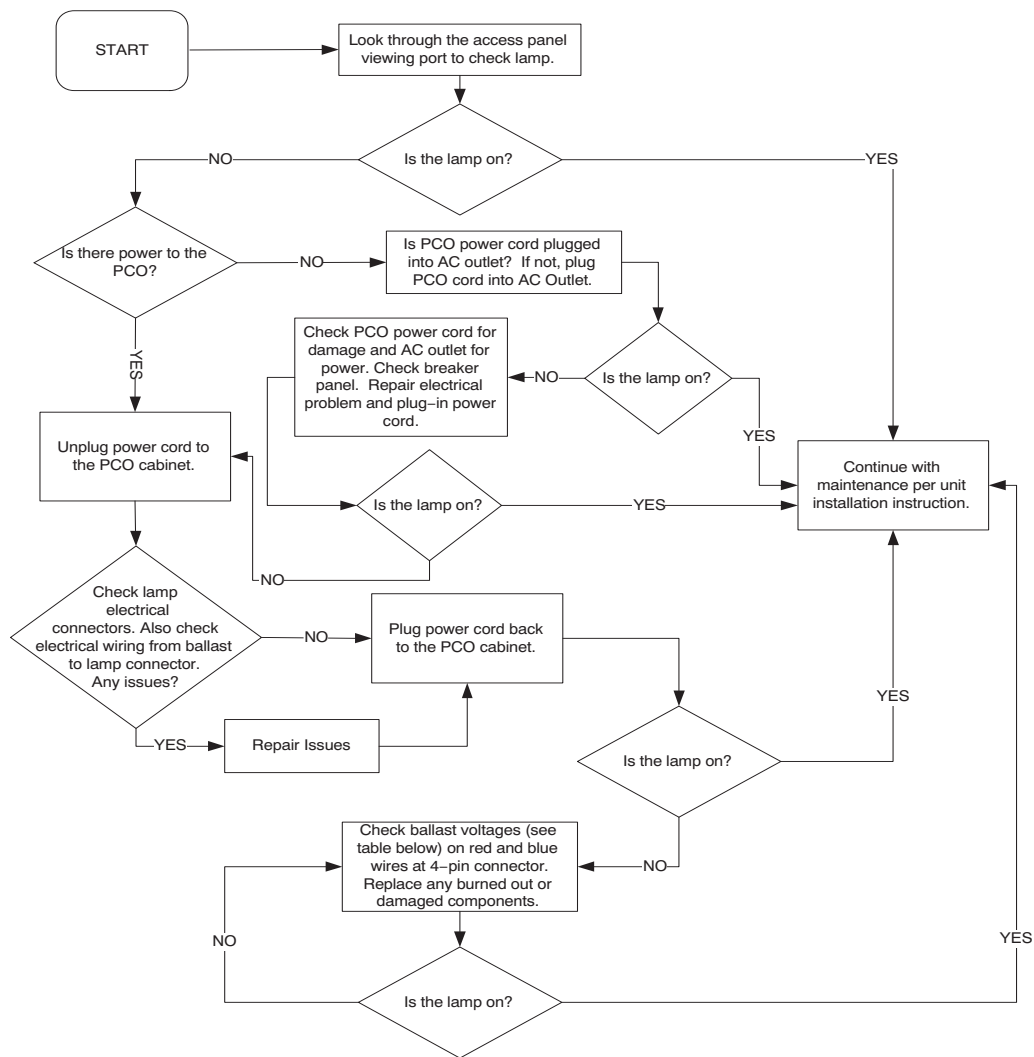 START
Look through the access panel
viewing port to check lamp.
Is the lamp on?
NO
YES
Is there power to the
PCO?
NO
Is PCO power cord plugged
into AC outlet?  If not, plug
PCO cord into AC Outlet.
YES
Check PCO power cord for
damage and AC outlet for
power. Check breaker
panel.  Repair electrical
problem and plug–in power
cord.
NO
Is the lamp on?
YES
Unplug power cord to
the PCO cabinet.
Is the lamp on?
YES
NO
Continue with
maintenance per unit
installation instruction.
Check lamp
electrical
connectors. Also check
electrical wiring from ballast
to lamp connector.
Any issues?
NO
Plug power cord back
to the PCO cabinet.
YES
Repair Issues
Is the lamp on?
YES
NO
Check ballast voltages (see
table below) on red and blue
wires at 4–pin connector.
Replace any burned out or
damaged components.
NO
Is the lamp on?
YES